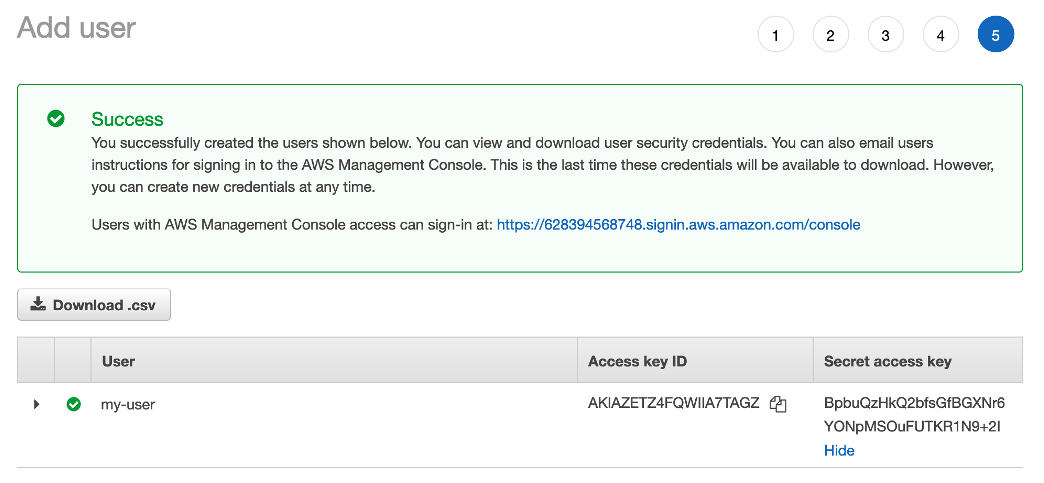 Add user
1 2 3 4 5
Success
You successfully created the users shown below. You can view and download user security credentials. You can also email users
instructions for signing in to the AWS Management Console. This is the last time these credentials will be available to download. However,
you can create new credentials at any time.
Users with AWS Management Console access can sign-in at: https://628394568748.signin.aws.amazon.com/console
Download .csv
User Access key ID Secret access key
my-user AKIAZETZ4FQWIIA7TAGZ BpbuQzHkQ2bfsGfBGXNr6
YONpMSOuFUTKR1N9+2I
Hide